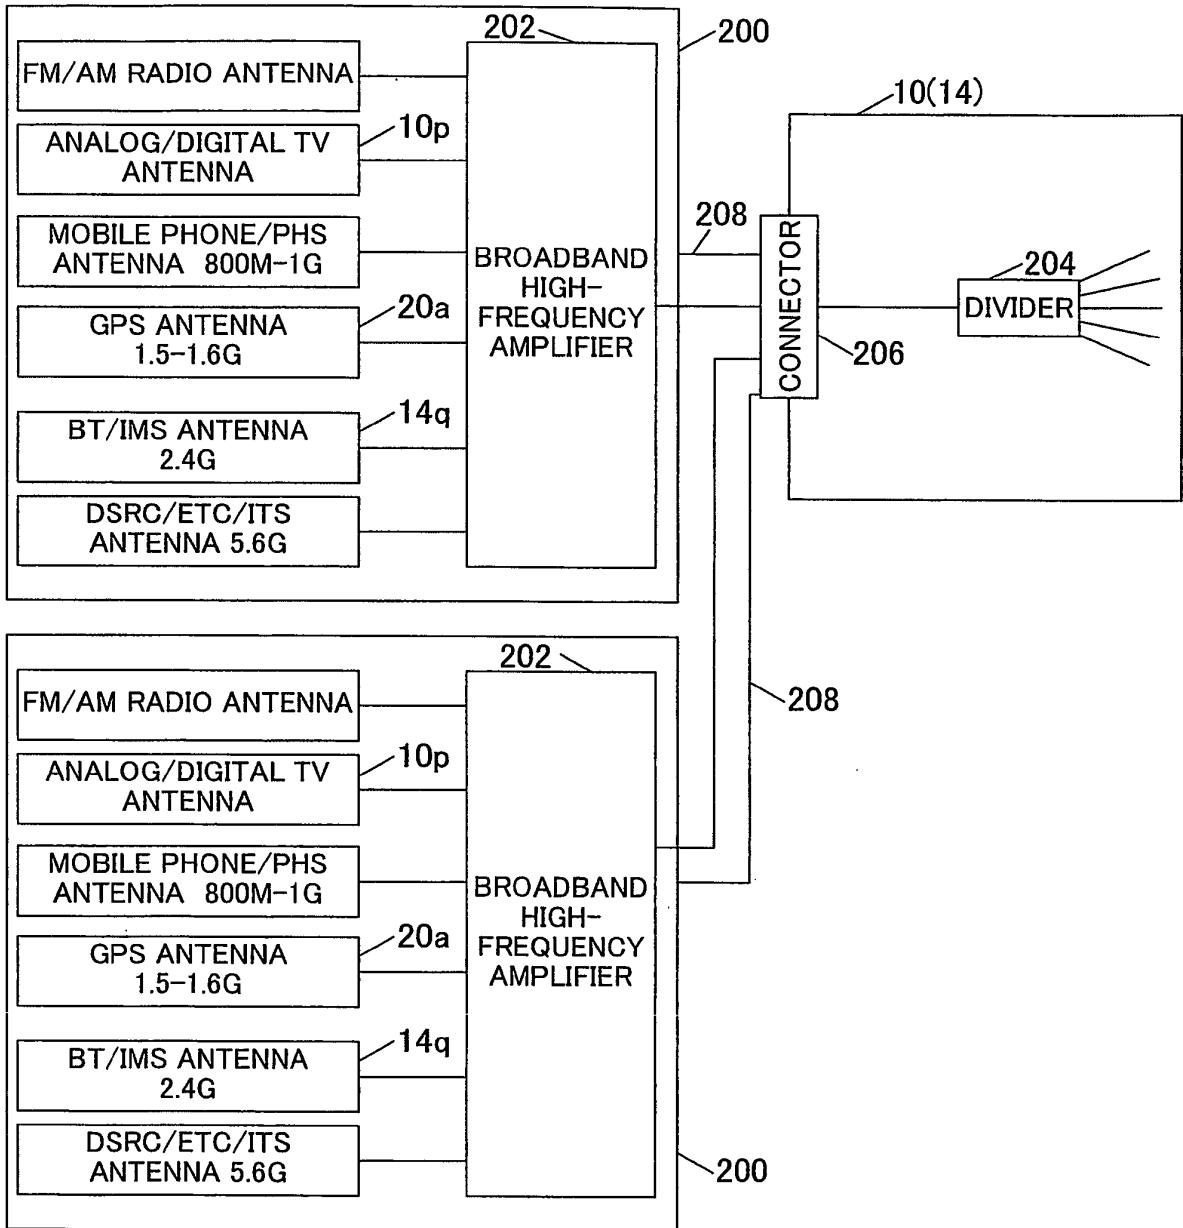 202
200
FM/AM RADIO ANTENNA
10p
ANALOG/DIGITAL TV
ANTENNA
MOBILE PHONE/PHS
ANTENNA 800M-1G
20a
GPS ANTENNA
1.5-1.6G
14q
BT/IMS ANTENNA
2.4G
DSRC/ETC/ITS
ANTENNA 5.6G
BROADBAND
HIGH-
FREQUENCY
AMPLIFIER
208
10(14)
CONNECTOR
206
204
DIVIDER
202
FM/AM RADIO ANTENNA
10p
ANALOG/DIGITAL TV
ANTENNA
MOBILE PHONE/PHS
ANTENNA 800M-1G
20a
GPS ANTENNA
1.5-1.6G
14q
BT/IMS ANTENNA
2.4G
DSRC/ETC/ITS
ANTENNA 5.6G
BROADBAND
HIGH-
FREQUENCY
AMPLIFIER
208
200